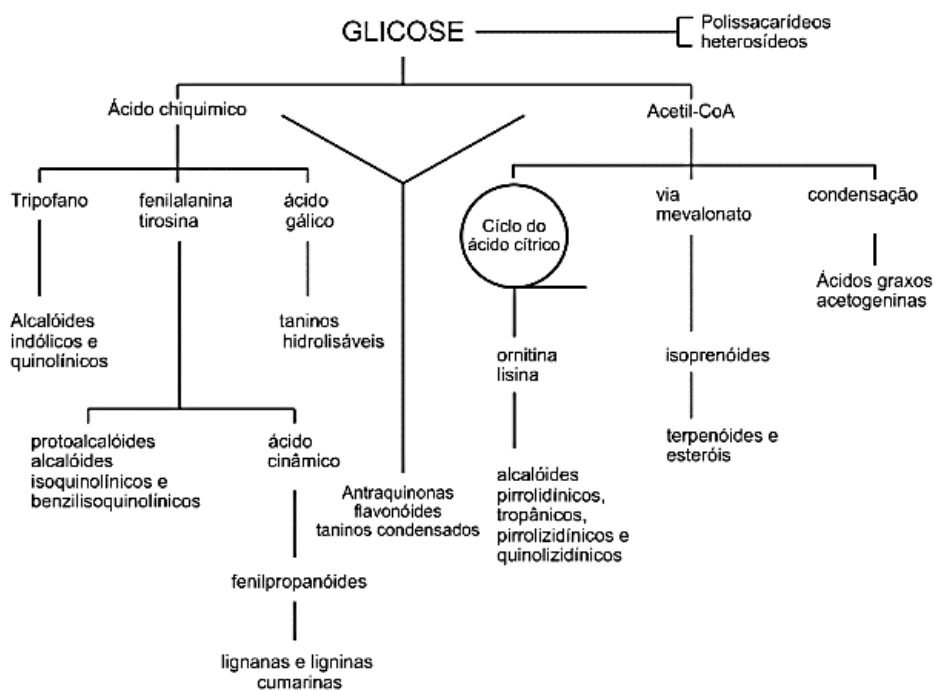 GLICOSE
Polissacarídeos
heterosídeos
Ácido chiquimico
Acetil-CoA
Tripofano
fenilalanina
tirosina
ácido
gálico
Cíclo do
ácido cítrico
via
mevalonato
condensação
Alcalóides
indólicos e
quinolínicos
taninos
hidrolisáveis
ornitina
lisina
isoprenóides
Ácidos graxos
acetogeninas
protoalcalóides
alcalóides
isoquinolínicos e
benzilisoquinolínicos
ácido
cinâmico
Antraquinonas
flavonóides
taninos condensados
alcalóides
pirrolidínicos,
tropânicos,
pirrolizidínicos e
quinolizidínicos
terpenóides e
esteróis
fenilpropanóides
lignanas e ligninas
cumarinas